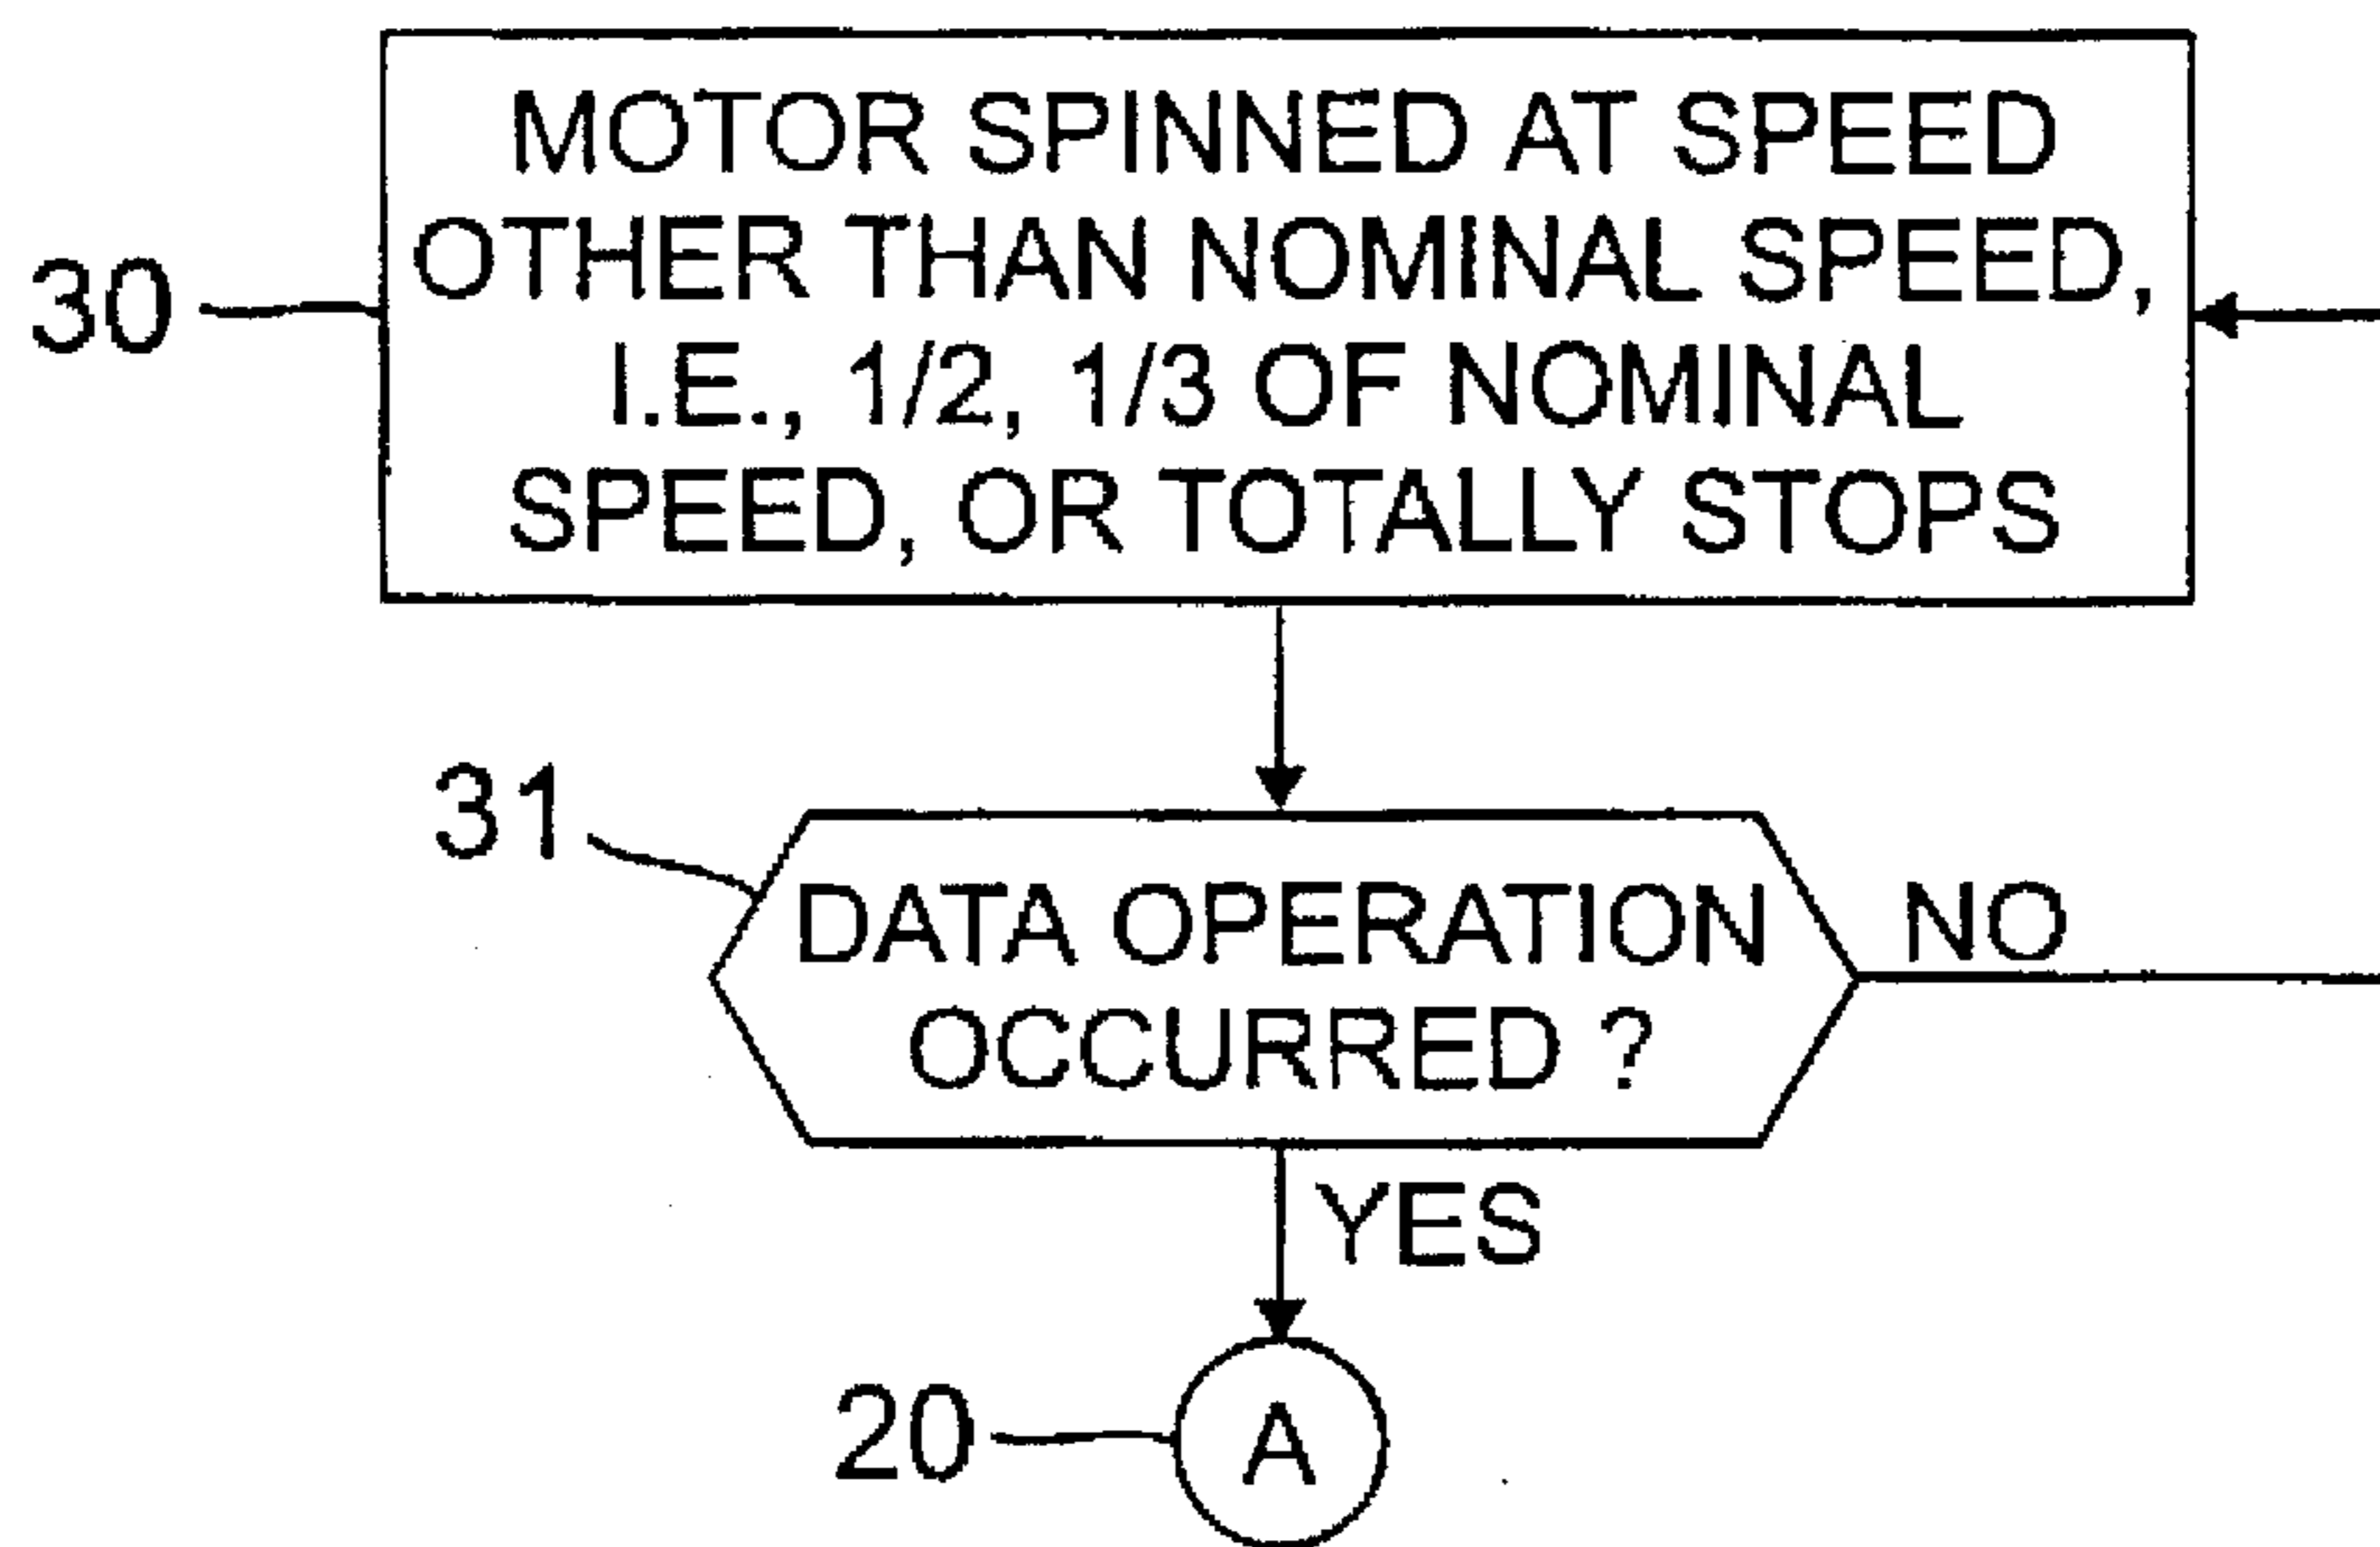 MOTOR SPINNED AT SPEED
OTHER THAN NOMINAL SPEED,
I.E., 1/2, 1/3 OF NOMINAL
SPEED, OR TOTALLY STOPS
30
31
DATA OPERATION
OCCURRED ?
NO
YES
20
A